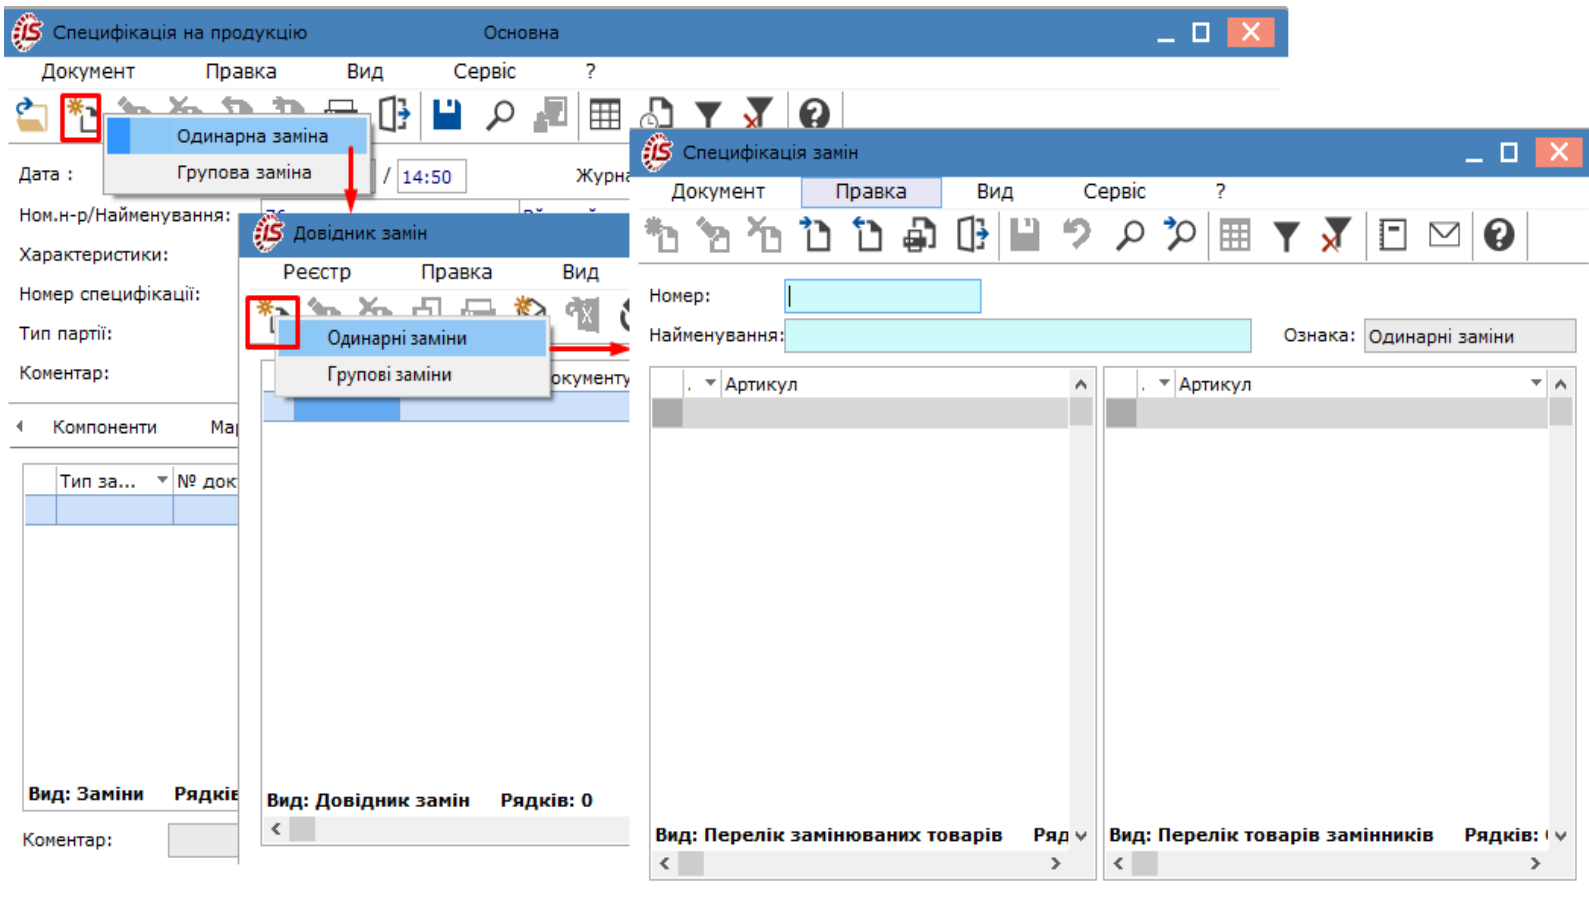 Специфікація на продукцію Основна
Документ Правка Вид Сервіс ?
Одинарна заміна
Групова заміна
Дата : / 14:50
Ном.н-р/Найменування:
Характеристики:
Номер специфікації:
Тип партії:
Коментар:
Компоненти
Тип за... № док
Вид: Заміни
Коментар:
Довідник замін
Реєстр Правка Вид
Одинарні заміни
Групові заміни
Вид: Довідник замін Рядків: 0
Специфікація замін
Документ Правка Вид Сервіс ?
Номер:
Найменування: Ознака: Одинарні заміни
. Артикул
. Артикул
Вид: Перелік замінюваних товарів Ряд
Вид: Перелік товарів замінників Рядків: